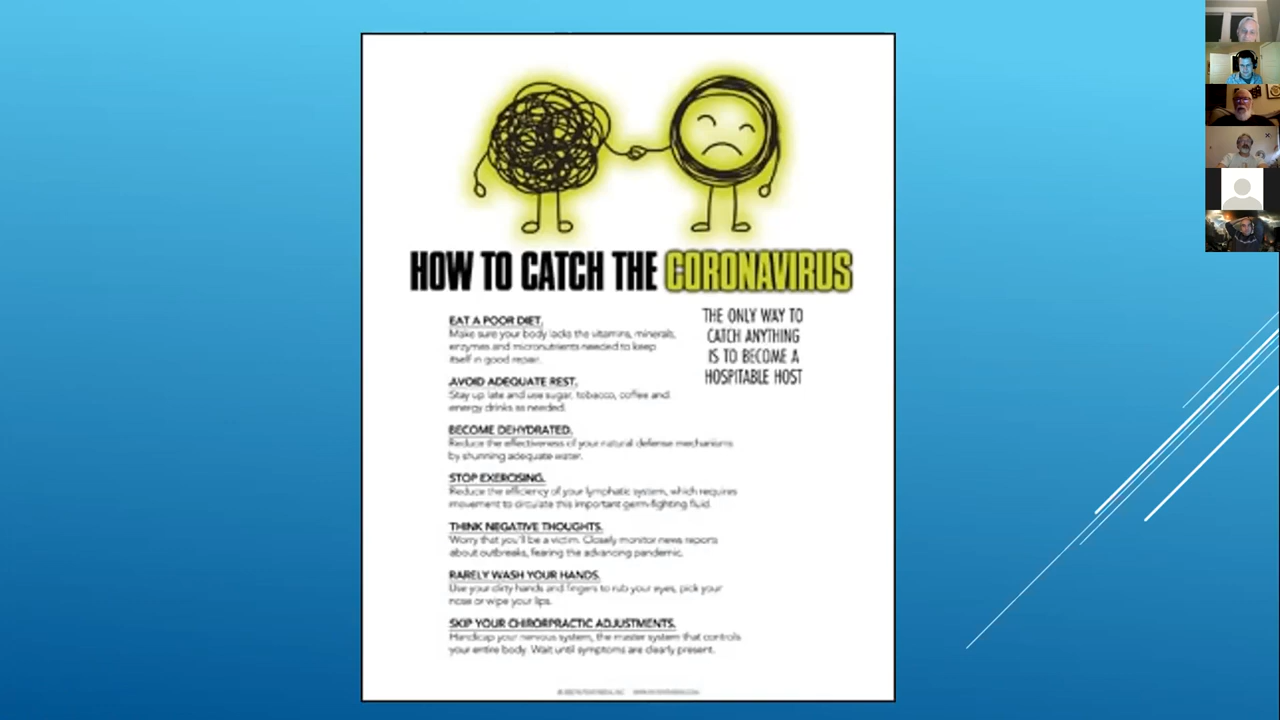 HOW TO CATCH THE CORONAVIRUS
EAT A POOR DIET.
Make sure your body lacks the vitamins, minerals,
enzymes and micronutrients needed to keep
itself in good repair.
THE ONLY WAY TO
CATCH ANYTHING
IS TO BECOME A
HOSPITABLE HOST
AVOID ADEQUATE REST.
Stay up late and use sugar, tobacco, coffee and
energy drinks as needed.
BECOME DEHYDRATED.
Reduce the effectiveness of your natural defense mechanisms
by shunning adequate water.
STOP EXERCISING.
Reduce the efficiency of your lymphatic system, which requires
movement to circulate this important germ-fighting fluid.
THINK NEGATIVE THOUGHTS.
Worry that you'll be a victim. Closely monitor news reports
about outbreaks, fearing the advancing pandemic.
RARELY WASH YOUR HANDS.
Use your dirty hands and fingers to rub your eyes, pick your
nose or wipe your lips.
SKIP YOUR CHIRORPRACTIC ADJUSTMENTS.
Handicap your nervous system, the master system that controls
your entire body. Wait until symptoms are clearly present.